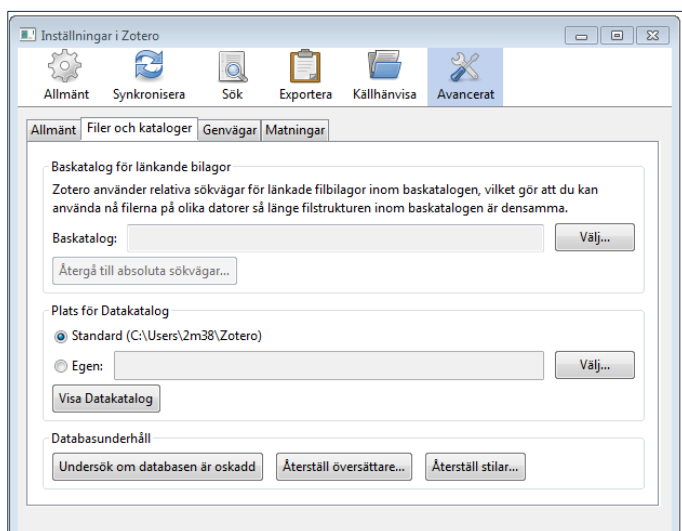 Inställningar i Zotero
Allmänt Synkronisera Sök Exportera Källhänvisa Avancerat
Allmänt Filer och kataloger Genvägar Matningar
Baskatalog för länkande bilagor
Zotero använder relativa sökvägar för länkade filbilagor inom baskatalogen, vilket gör att du kan
använda nå filerna på olika datorer så länge filstrukturen inom baskatalogen är densamma.
Baskatalog: Välj...
Återgå till absoluta sökvägar...
Plats för Datakatalog
Standard (C:\Users\2m38\Zotero)
Egen: Välj...
Visa Datakatalog
Databasunderhåll
Undersök om databasen är oskadd Återställ översättare... Återställ stilar...